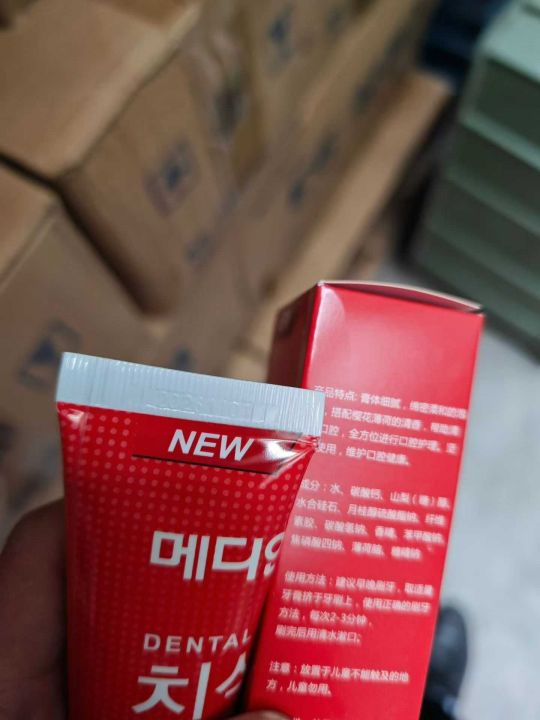 NEW
메디안
DENTAL
치석
产品特点: 膏体细腻，绵密柔和的泡
，搭配樱花薄荷的清香，帮助清
口腔，全方位进行口腔护理。正
使用，维护口腔健康。
成分：水、碳酸钙、山梨（糖）醇、
水合硅石、月桂醇硫酸酯钠、纤维
素胶、碳酸氢钠、香精、苯甲酸钠、
焦磷酸四钠、薄荷脑、糖精钠
使用方法：建议早晚刷牙，取适量
牙膏挤于牙刷上，使用正确的刷牙
方法，每次2-3分钟，
刷完后用清水漱口；
注意：放置于儿童不能触及的地
方，儿童勿用。